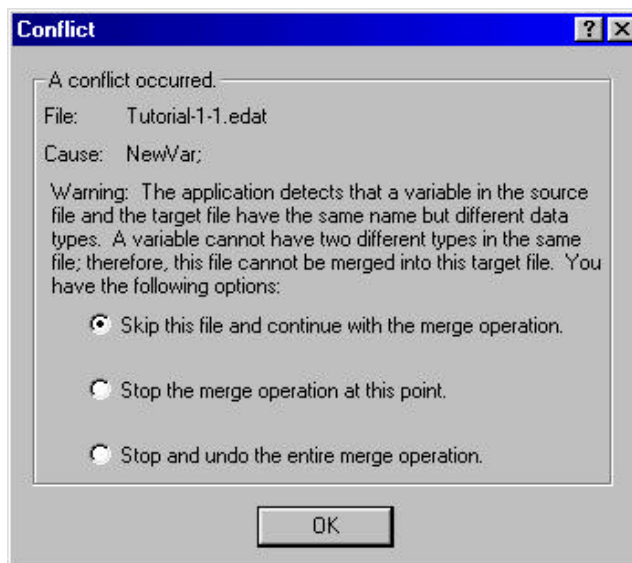 Conflict
A conflict occurred.
File: Tutorial-1-1.edat
Cause: NewVar;
Warning: The application detects that a variable in the source
file and the target file have the same name but different data
types. A variable cannot have two different types in the same
file; therefore, this file cannot be merged into this target file. You
have the following options:
Skip this file and continue with the merge operation.
Stop the merge operation at this point.
Stop and undo the entire merge operation.
OK